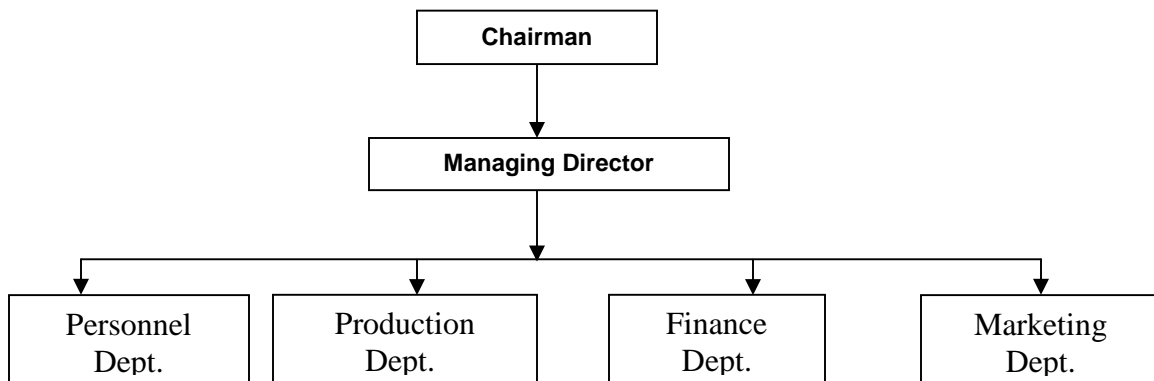 Chairman
Managing Director
Personnel
Dept.
Production
Dept.
Finance
Dept.
Marketing
Dept.